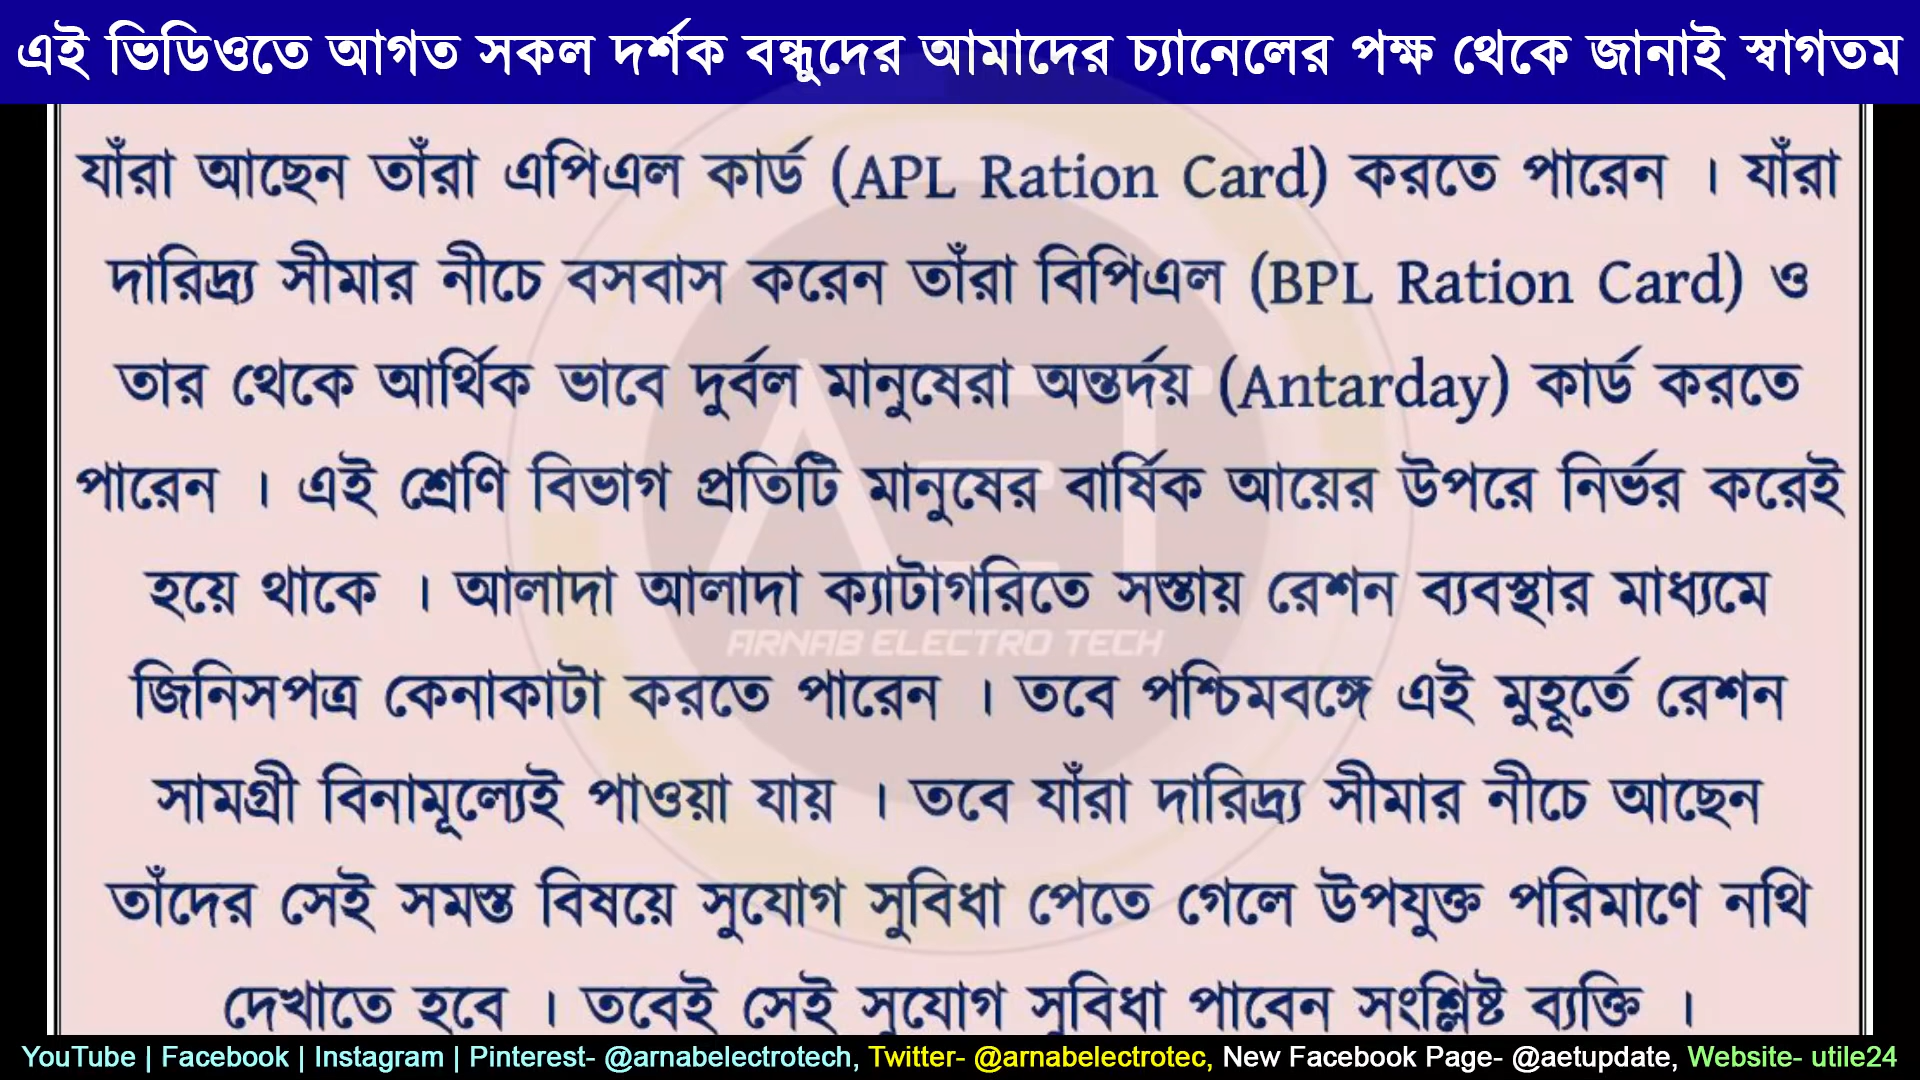 এই ভিডিওতে আগত সকল দর্শক বন্ধুদের আমাদের চ্যানেলের পক্ষ থেকে জানাই স্বাগতম
যাঁরা আছেন তাঁরা এপিএল কার্ড (APL Ration Card) করতে পারেন । যাঁরা
দারিদ্র্য সীমার নীচে বসবাস করেন তাঁরা বিপিএল (BPL Ration Card) ও
তার থেকে আর্থিক ভাবে দুর্বল মানুষেরা অন্তর্দয় (Antarday) কার্ড করতে
পারেন । এই শ্রেণি বিভাগ প্রতিটি মানুষের বার্ষিক আয়ের উপরে নির্ভর করেই
হয়ে থাকে । আলাদা আলাদা ক্যাটাগরিতে সস্তায় রেশন ব্যবস্থার মাধ্যমে
ARNAB ELECTRO TECH
জিনিসপত্র কেনাকাটা করতে পারেন । তবে পশ্চিমবঙ্গে এই মুহূর্তে রেশন
সামগ্রী বিনামূল্যেই পাওয়া যায় । তবে যাঁরা দারিদ্র্য সীমার নীচে আছেন
তাঁদের সেই সমস্ত বিষয়ে সুযোগ সুবিধা পেতে গেলে উপযুক্ত পরিমাণে নথি
দেখাতে হবে । তবেই সেই সুযোগ সুবিধা পাবেন সংশ্লিষ্ট ব্যক্তি ।
YouTube | Facebook | Instagram | Pinterest- @arnabelectrotech, Twitter- @arnabelectrotec, New Facebook Page- @aetupdate, Website- utile24